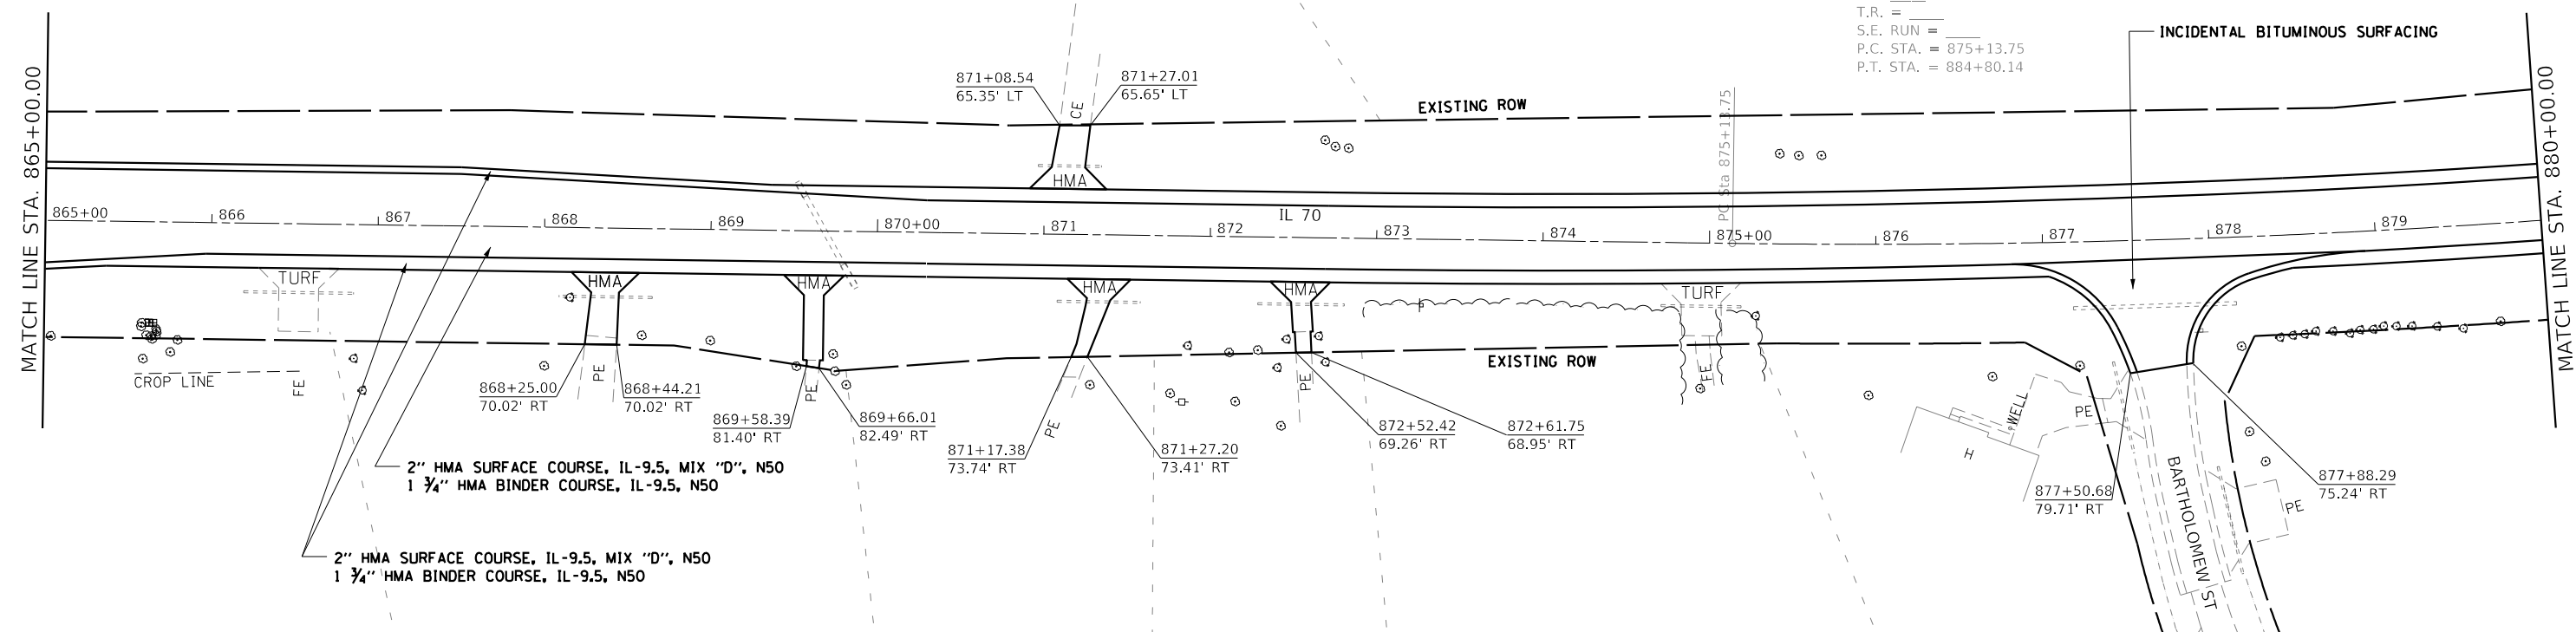 T.R. = ____
S.E. RUN = ____
P.C. STA. = 875+13.75
P.T. STA. = 884+80.14
INCIDENTAL BITUMINOUS SURFACING
MATCH LINE STA. 865+00.00
MATCH LINE STA. 880+00.00
871+08.54
65.35' LT
871+27.01
65.65' LT
CE
EXISTING ROW
PC Sta 875+13.75
HMA
IL 70
865+00
866
867
868
869
870+00
871
872
873
874
875+00
876
877
878
879
TURF
HMA
HMA
HMA
HMA
TURF
CROP LINE
FE
PE
868+25.00
70.02' RT
868+44.21
70.02' RT
869+58.39
81.40' RT
PE
869+66.01
82.49' RT
871+17.38
73.74' RT
PE
871+27.20
73.41' RT
PE
872+52.42
69.26' RT
872+61.75
68.95' RT
EXISTING ROW
FE
WELL
PE
H
877+50.68
79.71' RT
BARTHOLOMEW ST
PE
877+88.29
75.24' RT
2" HMA SURFACE COURSE, IL-9.5, MIX "D", N50
1 ¾" HMA BINDER COURSE, IL-9.5, N50
2" HMA SURFACE COURSE, IL-9.5, MIX "D", N50
1 ¾" HMA BINDER COURSE, IL-9.5, N50